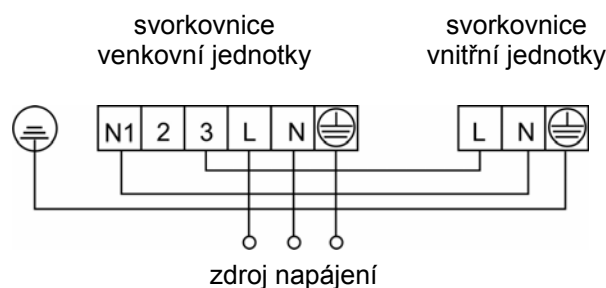 svorkovnice
venkovní jednotky
svorkovnice
vnitřní jednotky
N1 2 3 L N
L N
zdroj napájení